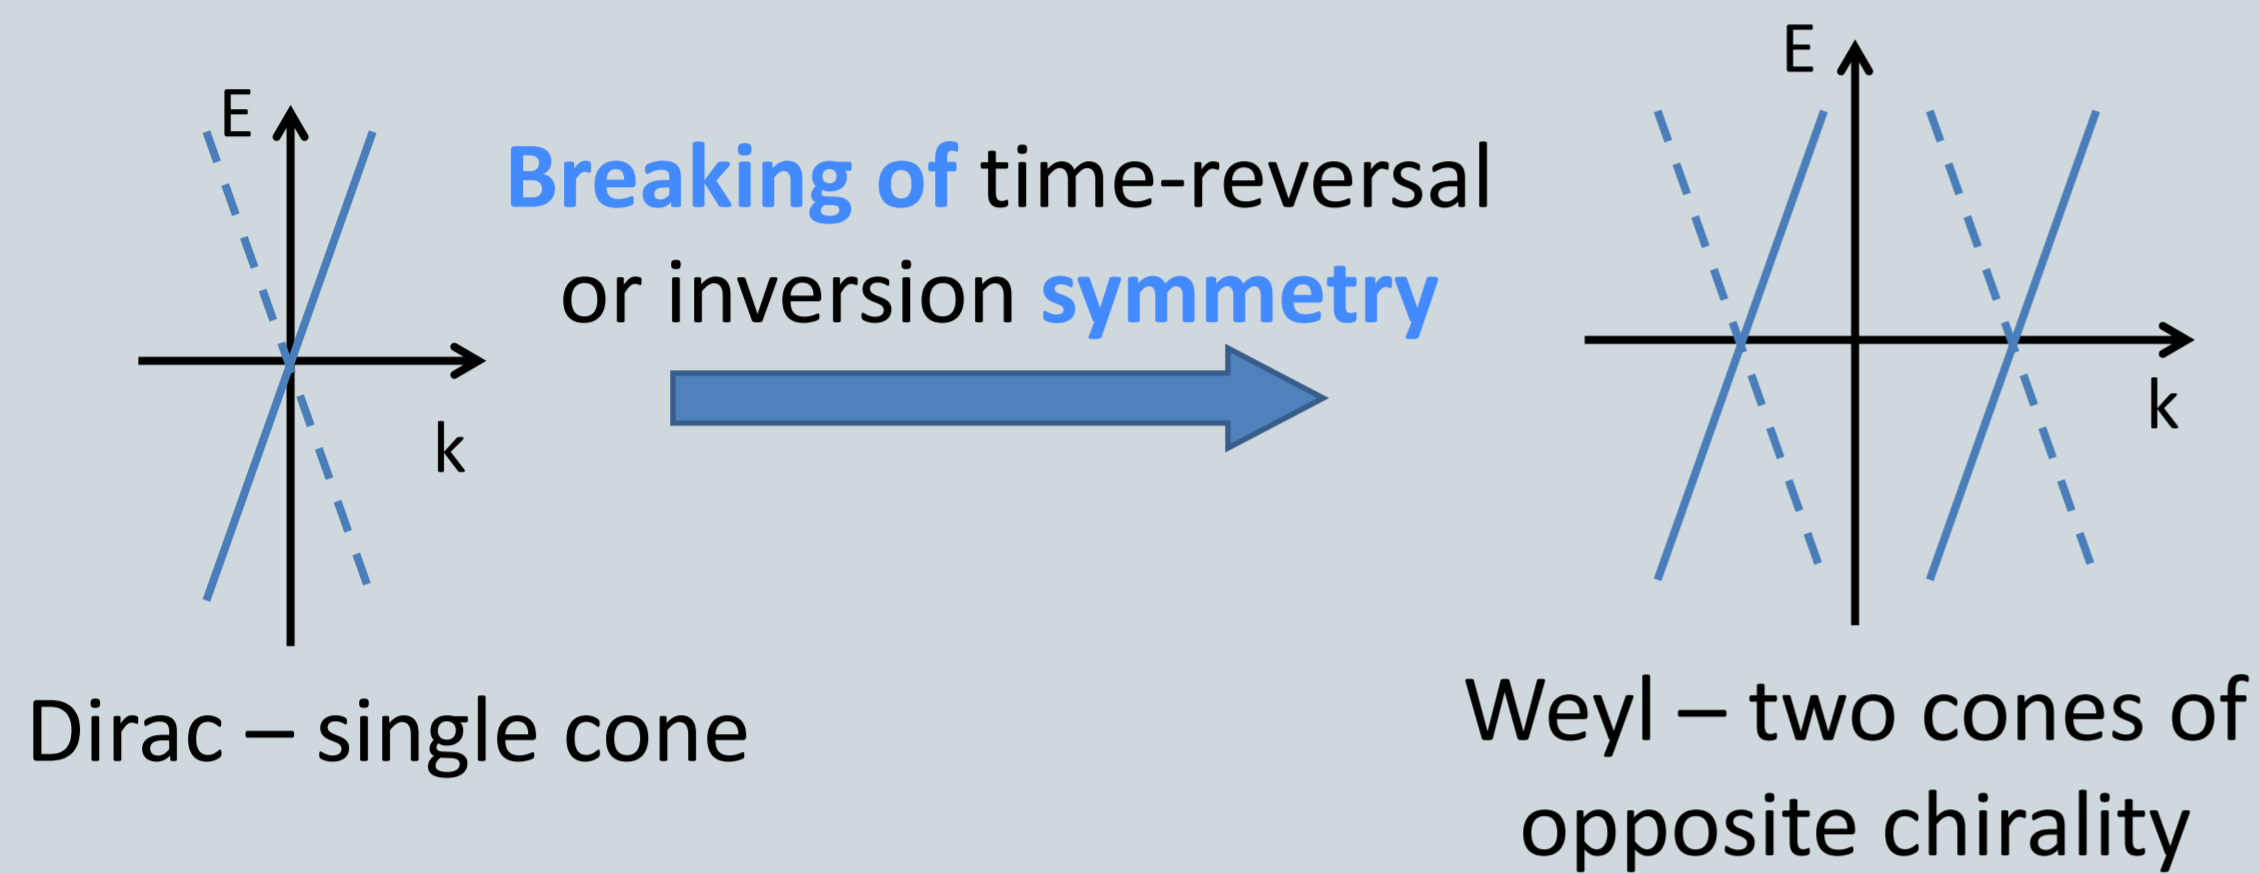 E
k
Dirac – single cone
Breaking of time-reversal
or inversion symmetry
E
k
Weyl – two cones of
opposite chirality